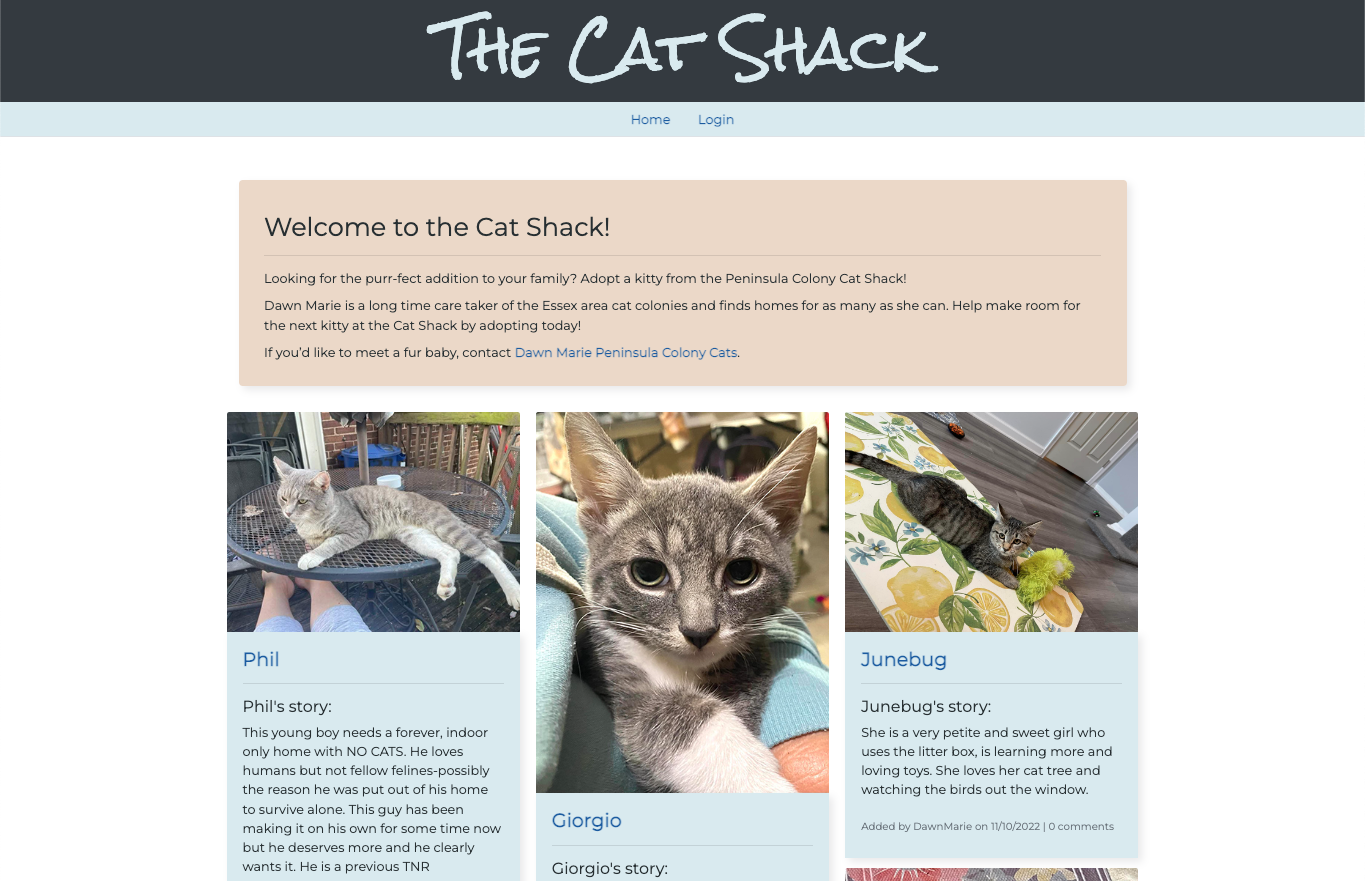 The Cat Shack
Home Login
Welcome to the Cat Shack!
Looking for the purr-fect addition to your family? Adopt a kitty from the Peninsula Colony Cat Shack!
Dawn Marie is a long time care taker of the Essex area cat colonies and finds homes for as many as she can. Help make room for
the next kitty at the Cat Shack by adopting today!
If you’d like to meet a fur baby, contact Dawn Marie Peninsula Colony Cats.
Phil
Phil's story:
This young boy needs a forever, indoor
only home with NO CATS. He loves
humans but not fellow felines-possibly
the reason he was put out of his home
to survive alone. This guy has been
making it on his own for some time now
but he deserves more and he clearly
wants it. He is a previous TNR
Giorgio
Giorgio's story:
Junebug
Junebug's story:
She is a very petite and sweet girl who
uses the litter box, is learning more and
loving toys. She loves her cat tree and
watching the birds out the window.
Added by DawnMarie on 11/10/2022 | 0 comments